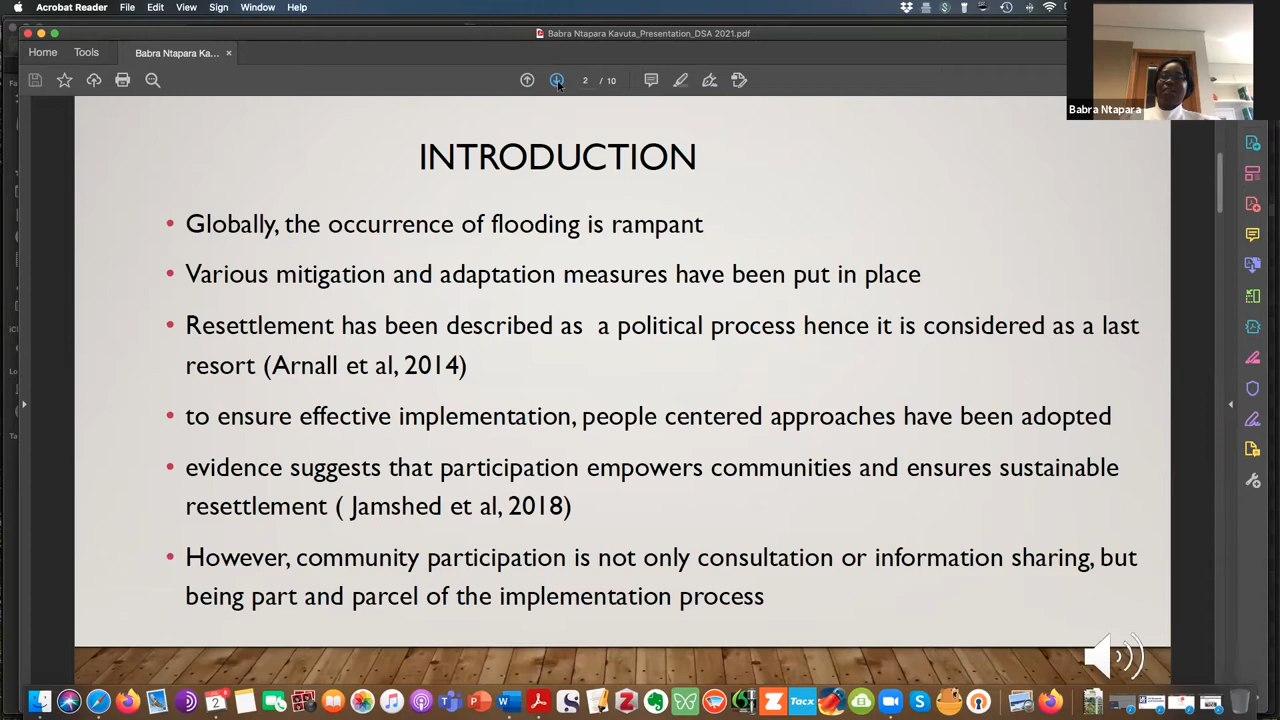 Acrobat Reader File Edit View Sign Window Help
Babra Ntapara Kavuta_Presentation_DSA 2021.pdf
Home Tools Babra Ntapara Ka... ×
2 / 10
Babra Ntapara
INTRODUCTION
• Globally, the occurrence of flooding is rampant
• Various mitigation and adaptation measures have been put in place
• Resettlement has been described as a political process hence it is considered as a last
resort (Arnall et al, 2014)
• to ensure effective implementation, people centered approaches have been adopted
• evidence suggests that participation empowers communities and ensures sustainable
resettlement ( Jamshed et al, 2018)
• However, community participation is not only consultation or information sharing, but
being part and parcel of the implementation process
Tacx